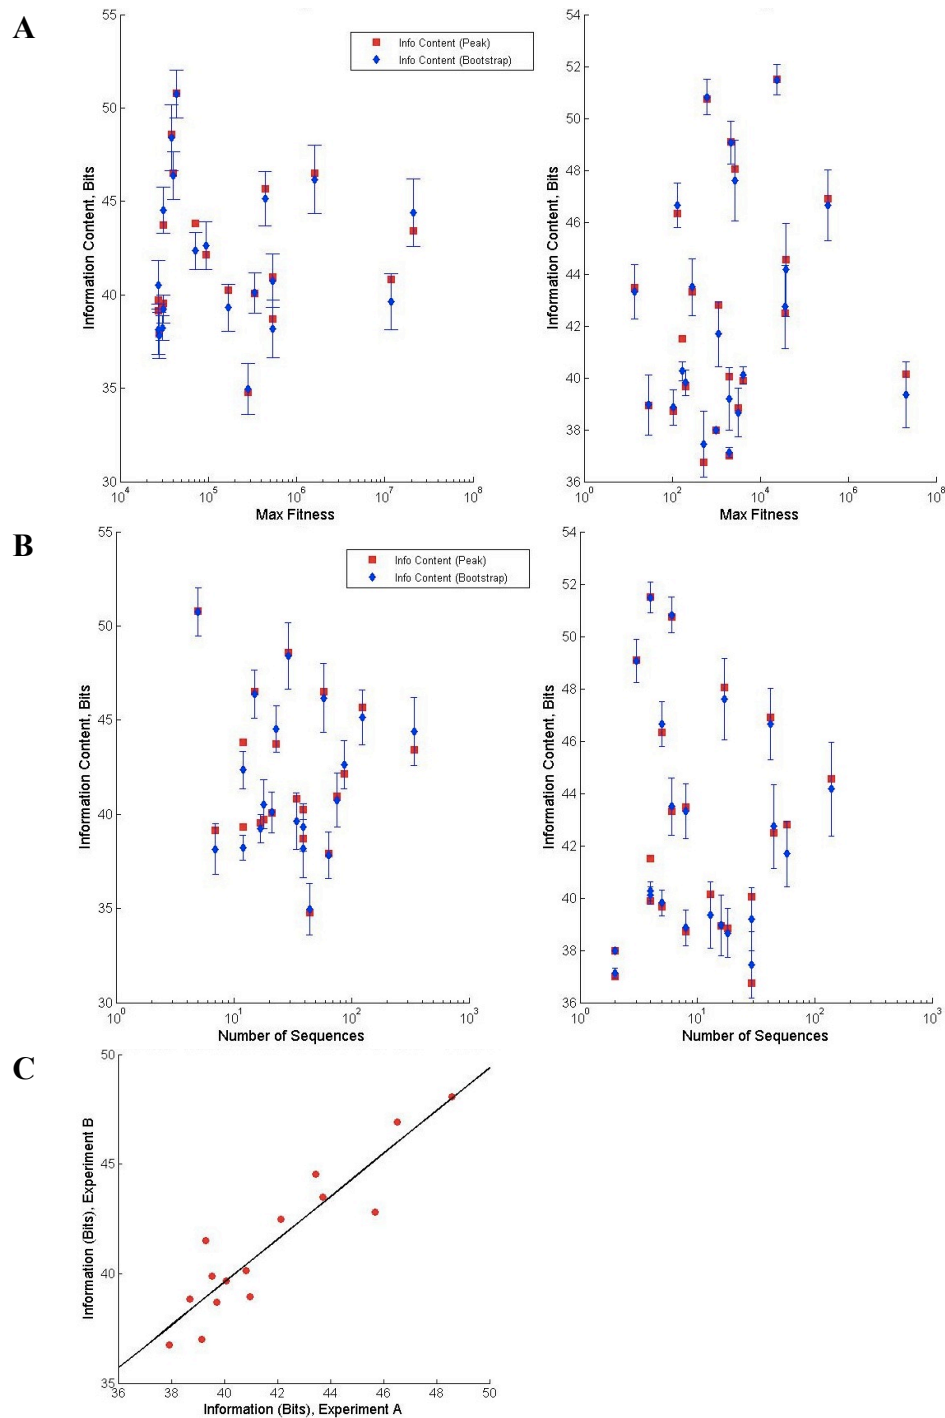 A
Info Content (Peak)
Info Content (Bootstrap)
Information Content, Bits
55
50
45
40
35
30
10^4 10^5 10^6 10^7 10^8
Max Fitness
Information Content, Bits
54
52
50
48
46
44
42
40
38
36
10^0 10^2 10^4 10^6 10^8
Max Fitness
B
Info Content (Peak)
Info Content (Bootstrap)
Information Content, Bits
55
50
45
40
35
30
10^0 10^1 10^2 10^3
Number of Sequences
Information Content, Bits
54
52
50
48
46
44
42
40
38
36
10^0 10^1 10^2 10^3
Number of Sequences
C
Information (Bits), Experiment B
50
45
40
35
36 38 40 42 44 46 48 50
Information (Bits), Experiment A